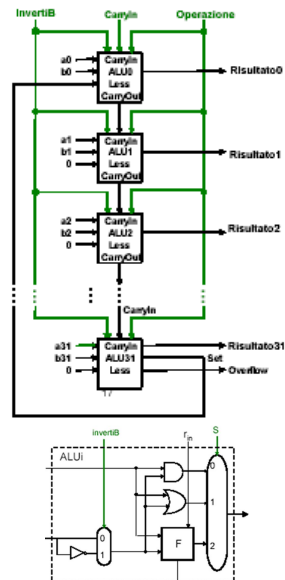 InvertiB CarryIn Operazione
a0 CarryIn
b0 ALU0 Risultato0
Less
CarryOut
a1 CarryIn
b1 ALU1 Risultato1
0 Less
CarryOut
a2 CarryIn
b2 ALU2 Risultato2
0 Less
CarryOut
CarryIn
a31 CarryIn Risultato31
b31 ALU31 Set
0 Less Overflow
17
invertiB r_in S
ALUi
0
1
0
1
F 2